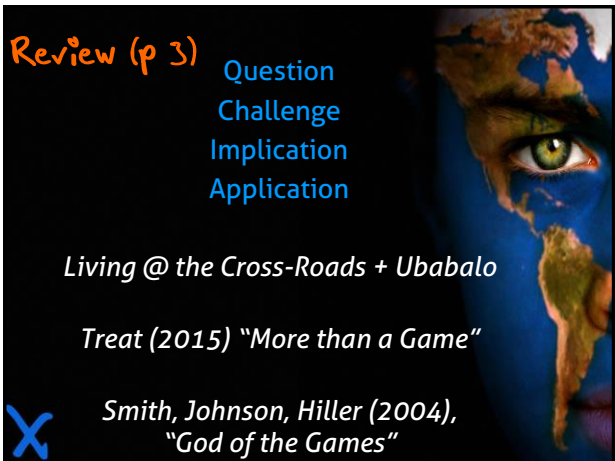 Review (p 3)
Question
Challenge
Implication
Application
Living @ the Cross-Roads + Ubabalo
Treat (2015) “More than a Game”
Smith, Johnson, Hiller (2004),
“God of the Games”
X